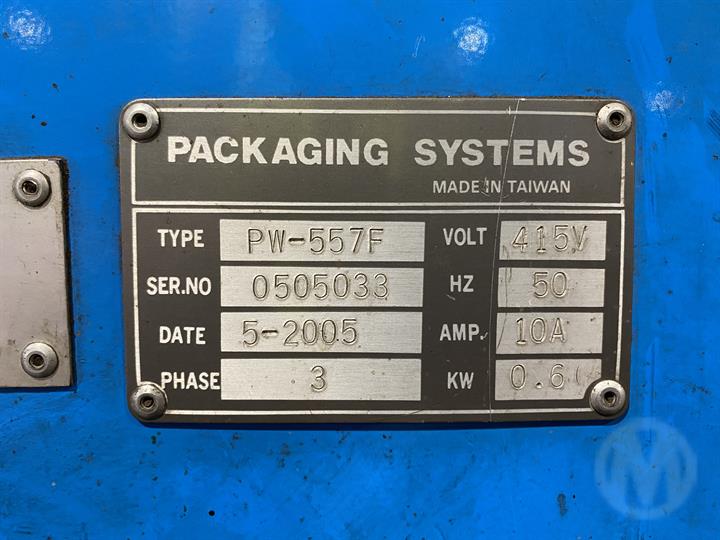 PACKAGING SYSTEMS
MADE IN TAIWAN
TYPE PW-557F VOLT 415V
SER.NO 0505033 HZ 50
DATE 5-2005 AMP. 10A
PHASE 3 KW 0.6
M